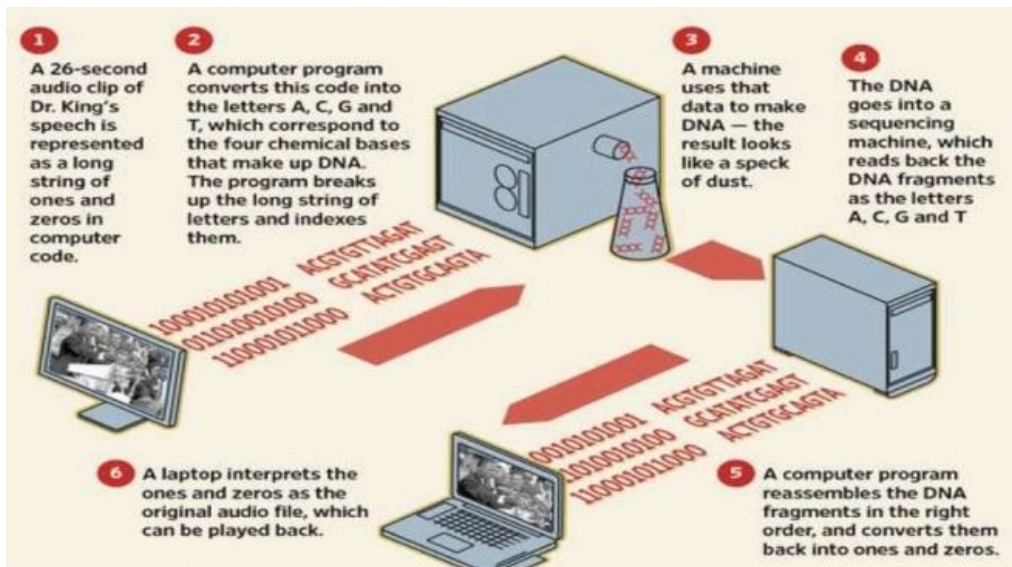 1
A 26-second
audio clip of
Dr. King's
speech is
represented
as a long
string of
ones and
zeros in
computer
code.
2
A computer program
converts this code into
the letters A, C, G and
T, which correspond to
the four chemical bases
that make up DNA.
The program breaks
up the long string of
letters and indexes
them.
3
A machine
uses that
data to make
DNA — the
result looks
like a speck
of dust.
4
The DNA
goes into a
sequencing
machine, which
reads back the
DNA fragments
as the letters
A, C, G and T
100010101001 ACGTGTTAGAT
011010010100 GCATATCGAGT
110001011000 ACTGTGCAGTA
0010101001 ACGTGTTAGAT
1010010100 GCATATCGAGT
110001011000 ACTGTGCAGTA
5
A computer program
reassembles the DNA
fragments in the right
order, and converts them
back into ones and zeros.
6
A laptop interprets the
ones and zeros as the
original audio file, which
can be played back.